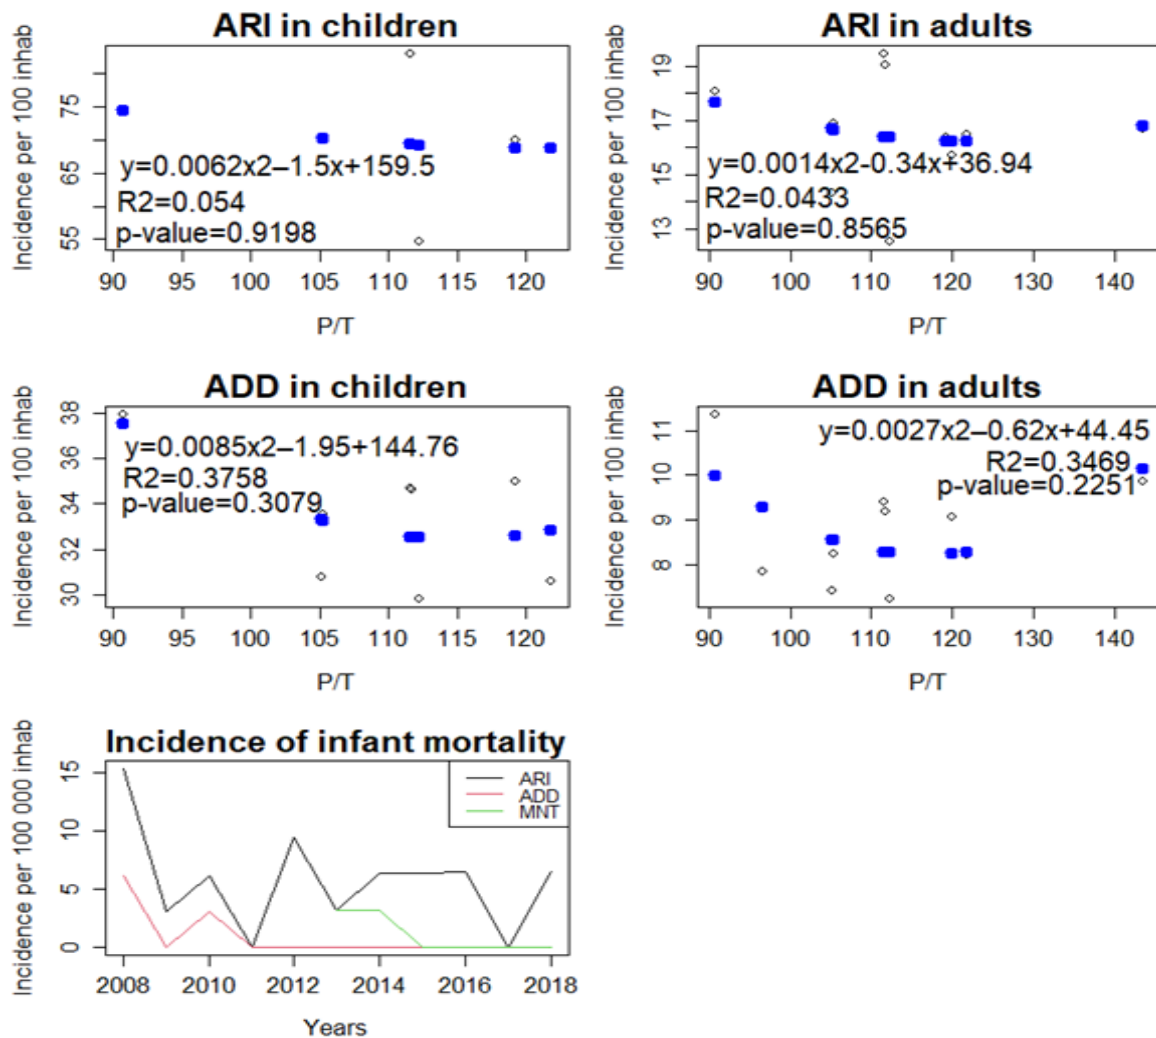 ARI in children
Incidence per 100 inhab
75
65
55
y=0.0062x2–1.5x+159.5
R2=0.054
p-value=0.9198
90 95 100 105 110 115 120
P/T
ARI in adults
Incidence per 100 inhab
19
17
15
13
y=0.0014x2-0.34x+36.94
R2=0.0433
p-value=0.8565
90 100 110 120 130 140
P/T
ADD in children
Incidence per 100 inhab
38
36
34
32
30
y=0.0085x2–1.95+144.76
R2=0.3758
p-value=0.3079
90 95 100 105 110 115 120
P/T
ADD in adults
Incidence per 100 inhab
11
10
9
8
y=0.0027x2–0.62x+44.45
R2=0.3469
p-value=0.2251
90 100 110 120 130 140
P/T
Incidence of infant mortality
Incidence per 100 000 inhab
15
10
5
0
ARI
ADD
MNT
2008 2010 2012 2014 2016 2018
Years